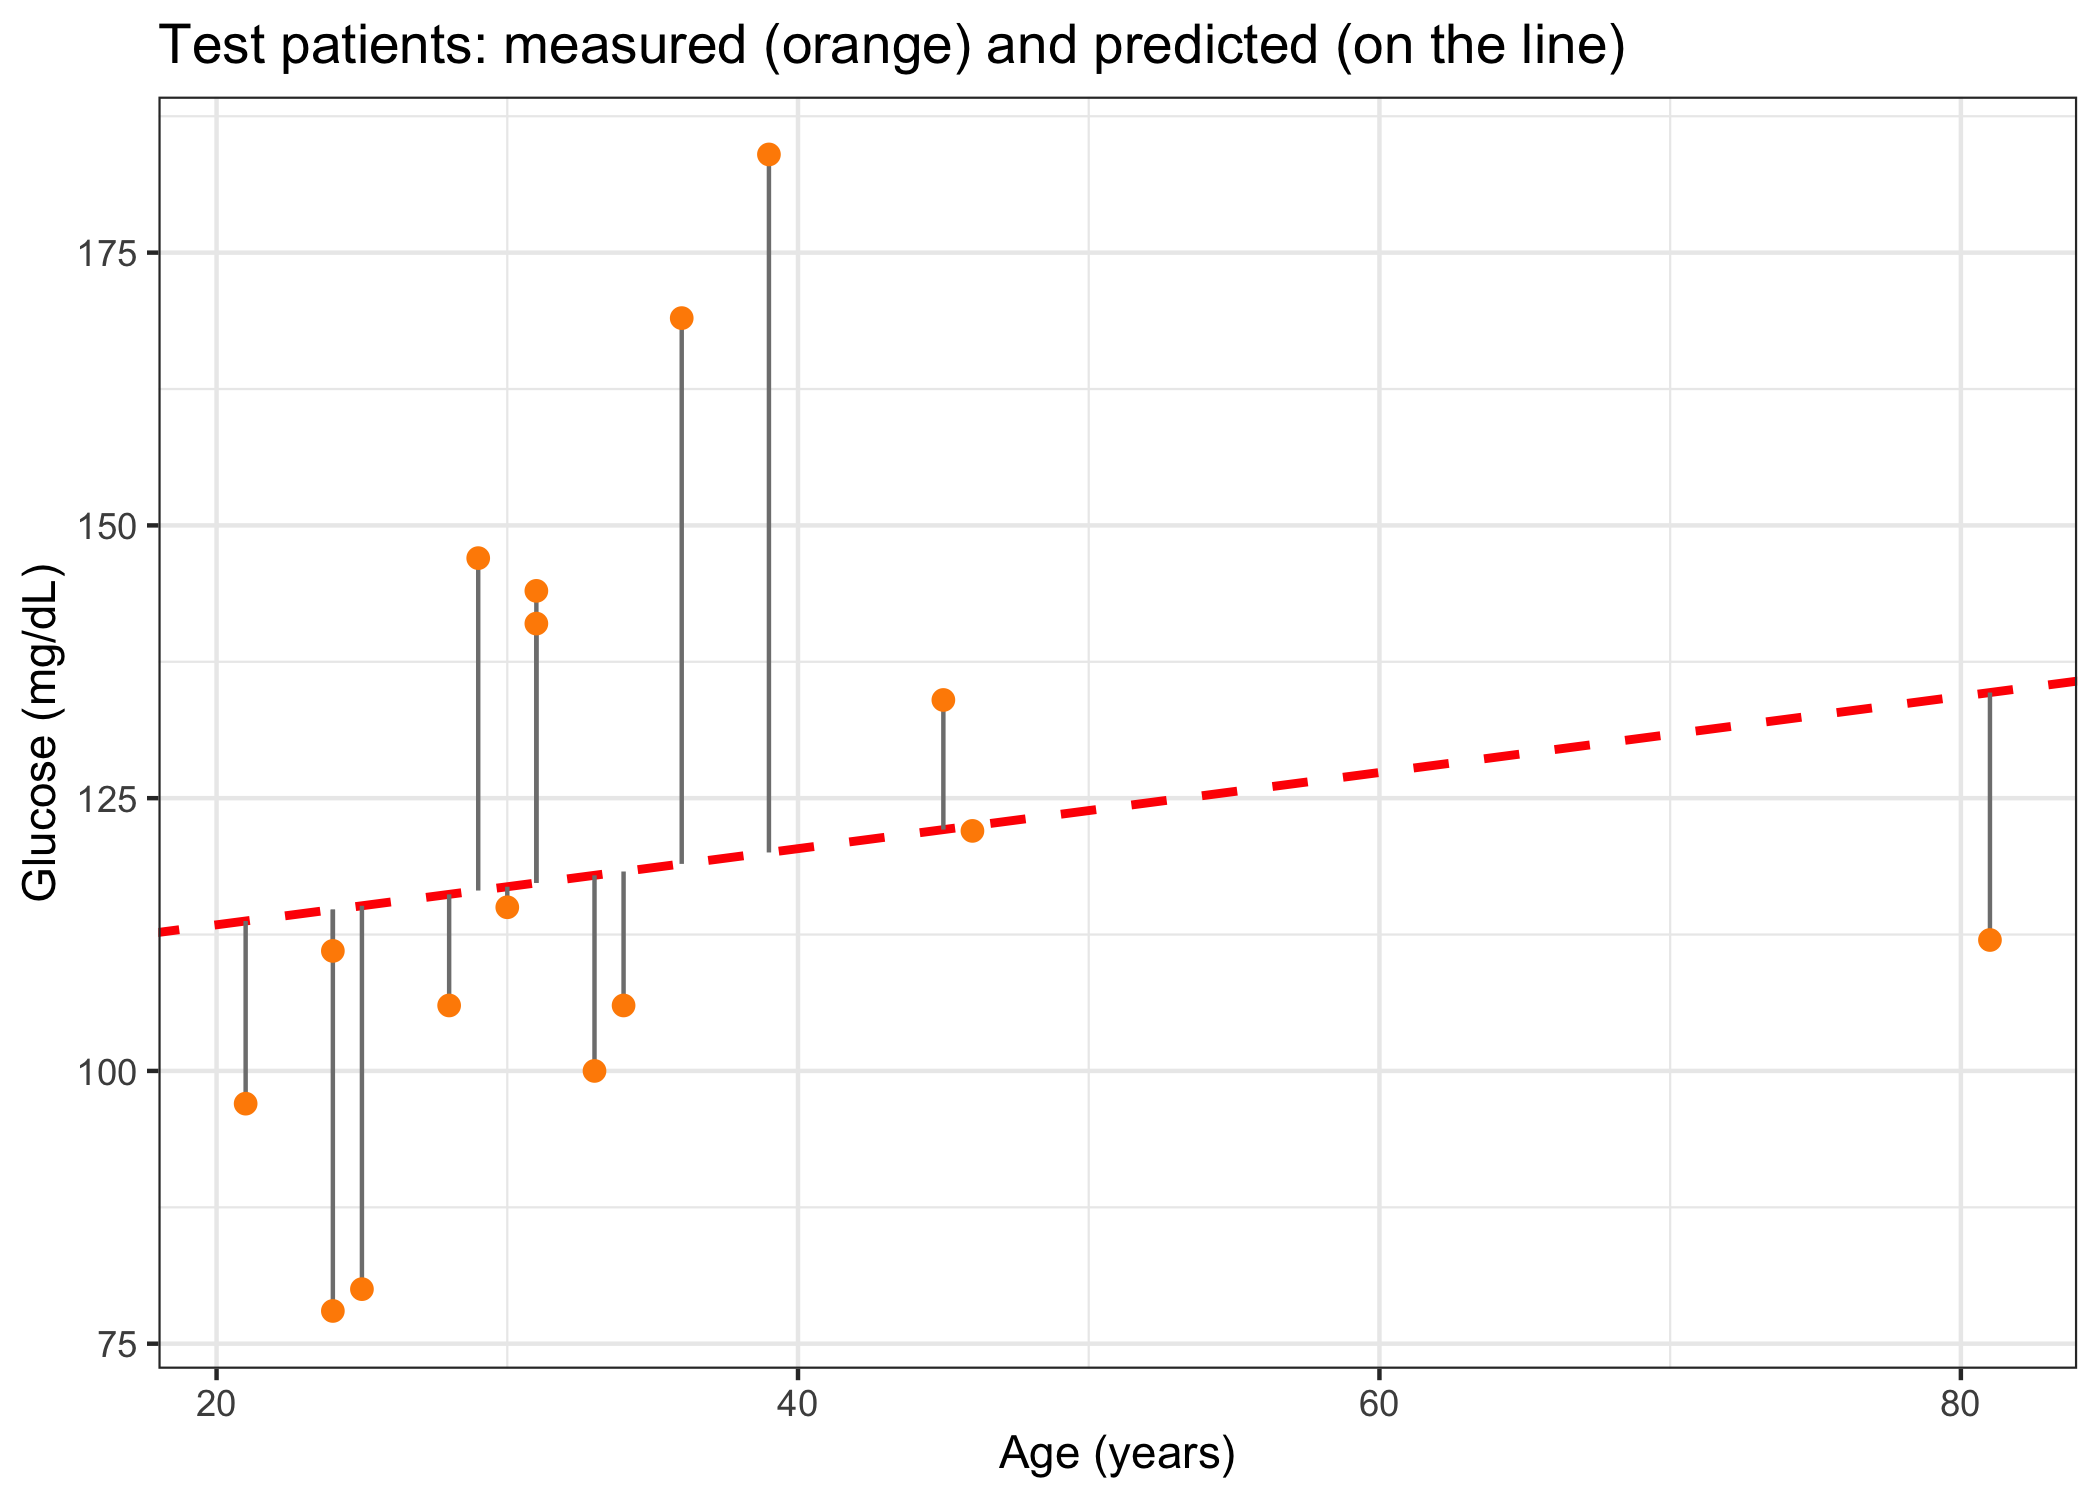 Test patients: measured (orange) and predicted (on the line)
Glucose (mg/dL)
175
150
125
100
75
20 40 60 80
Age (years)